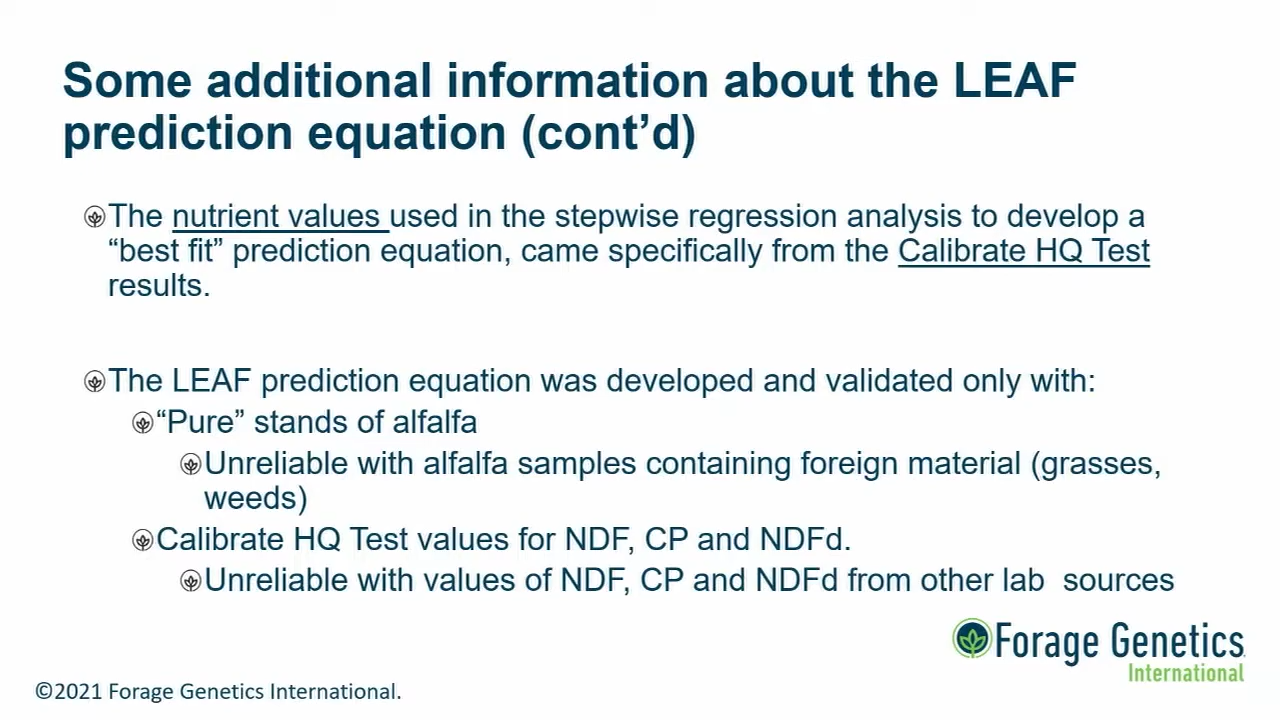 Some additional information about the LEAF
prediction equation (cont’d)
The nutrient values used in the stepwise regression analysis to develop a
“best fit” prediction equation, came specifically from the Calibrate HQ Test
results.
The LEAF prediction equation was developed and validated only with:
“Pure” stands of alfalfa
Unreliable with alfalfa samples containing foreign material (grasses,
weeds)
Calibrate HQ Test values for NDF, CP and NDFd.
Unreliable with values of NDF, CP and NDFd from other lab  sources
Forage Genetics
International
©2021 Forage Genetics International.